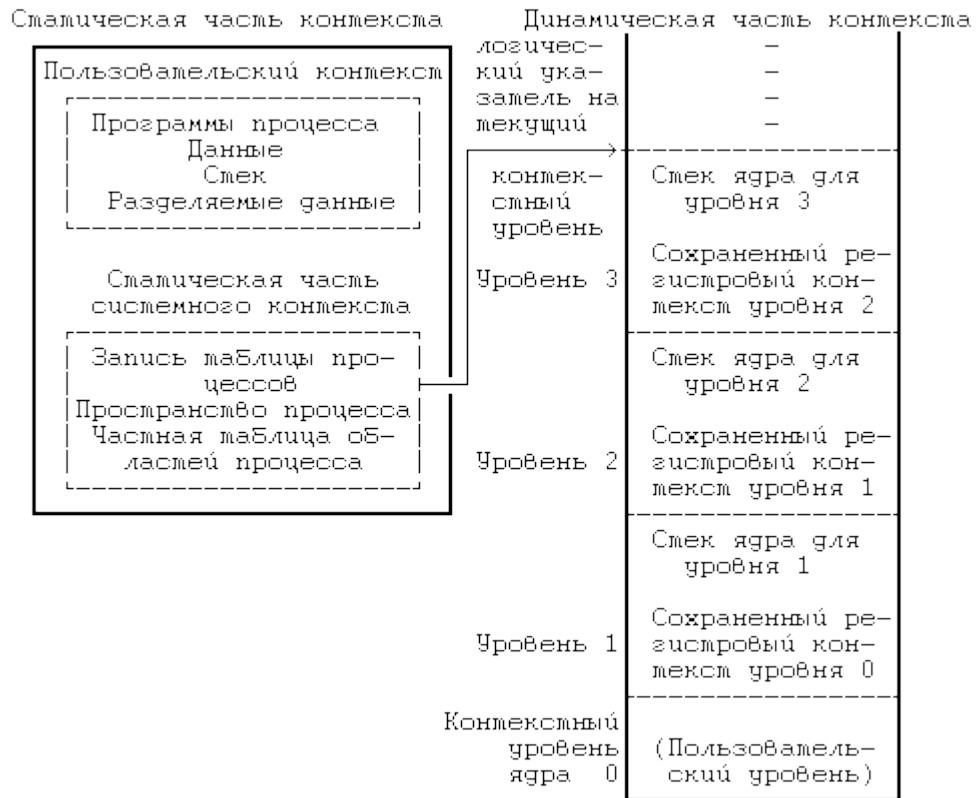 Статическая часть контекста
Динамическая часть контекста
Пользовательский контекст
Программы процесса
Данные
Стек
Разделяемые данные
Статическая часть
системного контекста
Запись таблицы про-
цессов
Пространство процесса
Частная таблица об-
ластей процесса
логичес-
кий ука-
затель на
текущий
контек-
стный
уровень
Стек ядра для
уровня 3
Уровень 3
Сохраненный ре-
гистровый кон-
текст уровня 2
Стек ядра для
уровня 2
Уровень 2
Сохраненный ре-
гистровый кон-
текст уровня 1
Стек ядра для
уровня 1
Уровень 1
Сохраненный ре-
гистровый кон-
текст уровня 0
Контекстный
уровень
ядра 0
(Пользователь-
ский уровень)